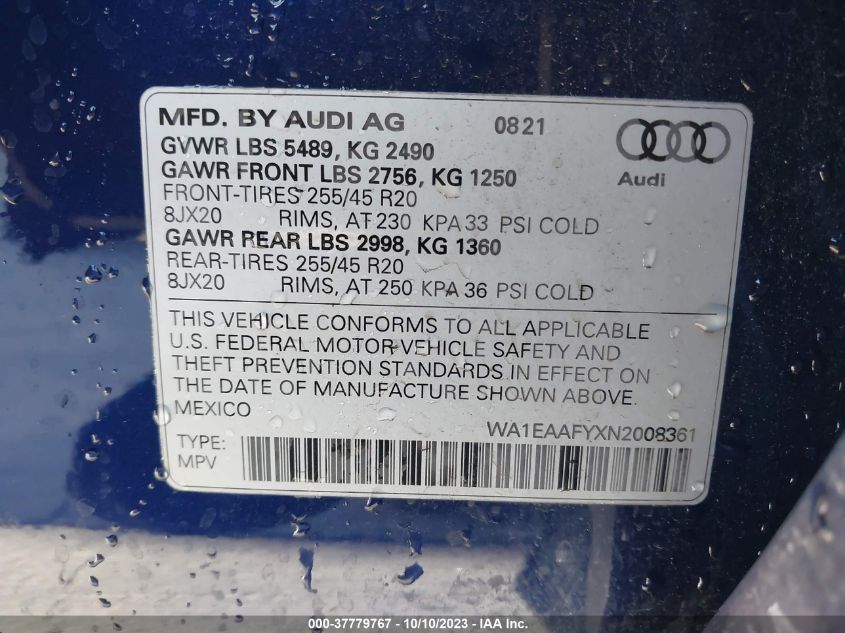 MFD. BY AUDI AG 0821
GVWR LBS 5489, KG 2490
GAWR FRONT LBS 2756, KG 1250
Audi
FRONT-TIRES 255/45 R20
8JX20 RIMS, AT 230 KPA 33 PSI COLD
GAWR REAR LBS 2998, KG 1360
REAR-TIRES 255/45 R20
8JX20 RIMS, AT 250 KPA 36 PSI COLD
THIS VEHICLE CONFORMS TO ALL APPLICABLE
U.S. FEDERAL MOTOR VEHICLE SAFETY AND
THEFT PREVENTION STANDARDS IN EFFECT ON
THE DATE OF MANUFACTURE SHOWN ABOVE.
MEXICO WA1EAAFYXN2008361
TYPE:
MPV
000-37779767 - 10/10/2023 - IAA Inc.